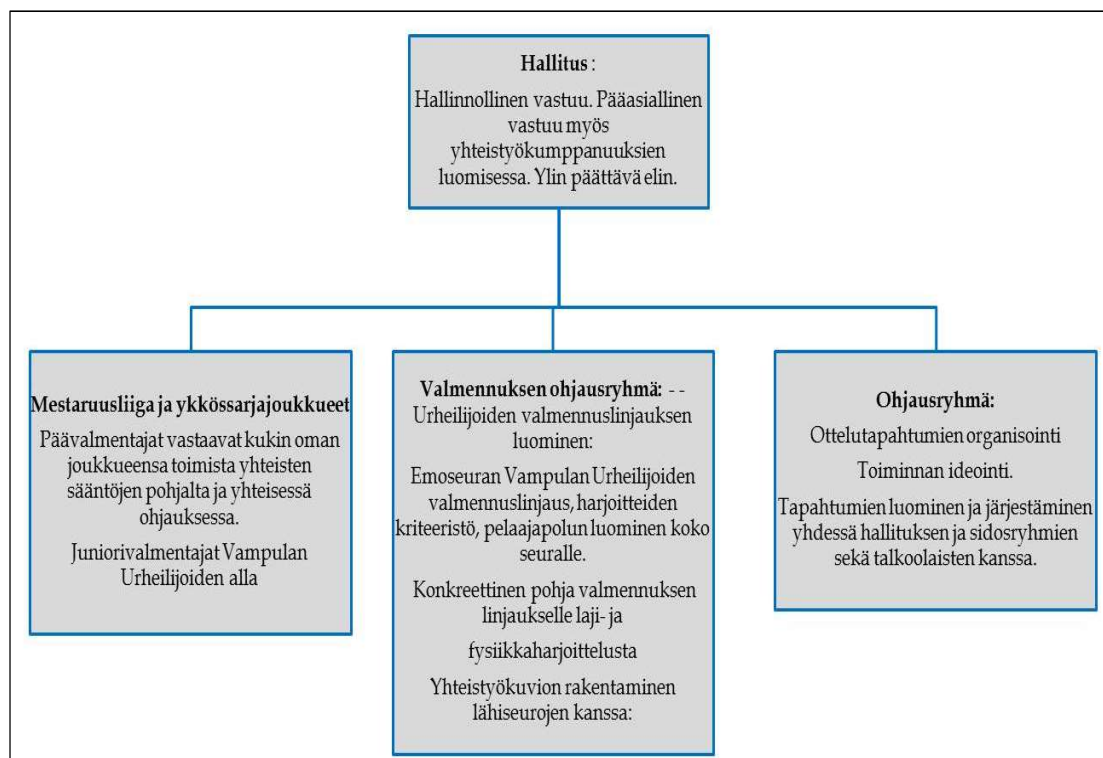 Hallitus :
Hallinnollinen vastuu. Pääasiallinen
vastuu myös
yhteistyökumppanuuksien
luomisessa. Ylin päättävä elin.
Mestaruusliiga ja ykkössarjajoukkueet
Päävalmentajat vastaavat kukin oman
joukkueensa toimista yhteisten
sääntöjen pohjalta ja yhteisessä
ohjauksessa.
Juniorivalmentajat Vampulan
Urheilijoiden alla
Valmennuksen ohjausryhmä: - -
Urheilijoiden valmennuslinjauksen
luominen:
Emoseuran Vampulan Urheilijoiden
valmennuslinjaus, harjoitteiden
kriteeristö, pelaajapolun luominen koko
seuralle.
Konkreettinen pohja valmennuksen
linjaukselle laji- ja
fysiikkaharjoittelusta
Yhteistyökuvion rakentaminen
lähiseurojen kanssa:
Ohjausryhmä:
Ottelutapahtumien organisointi
Toiminnan ideointi.
Tapahtumien luominen ja järjestäminen
yhdessä hallituksen ja sidosryhmien
sekä talkoolaisten kanssa.